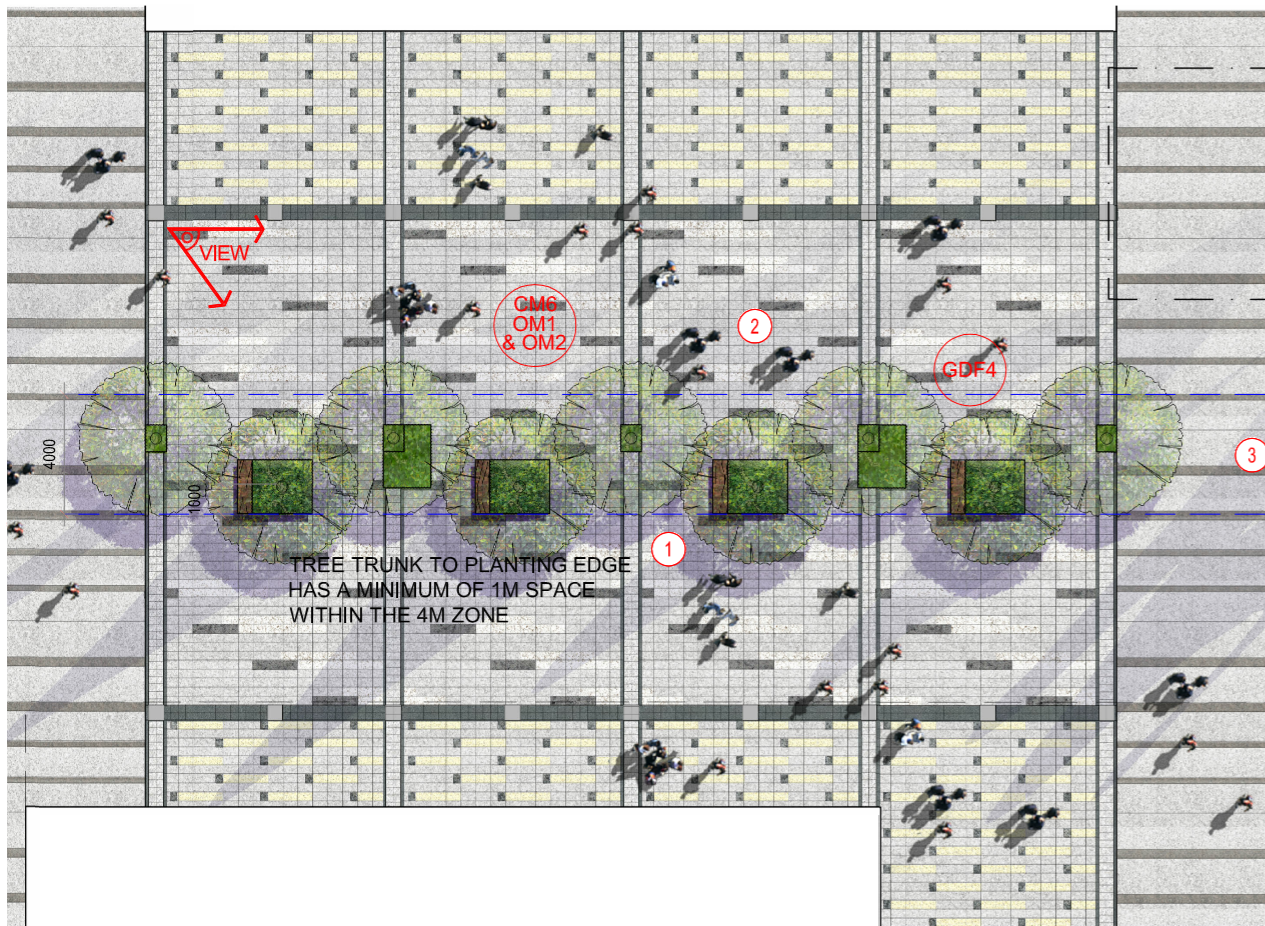 VIEW
CM6
OM1
& OM2
2
GDF4
4000
3
1000
1
TREE TRUNK TO PLANTING EDGE
HAS A MINIMUM OF 1M SPACE
WITHIN THE 4M ZONE